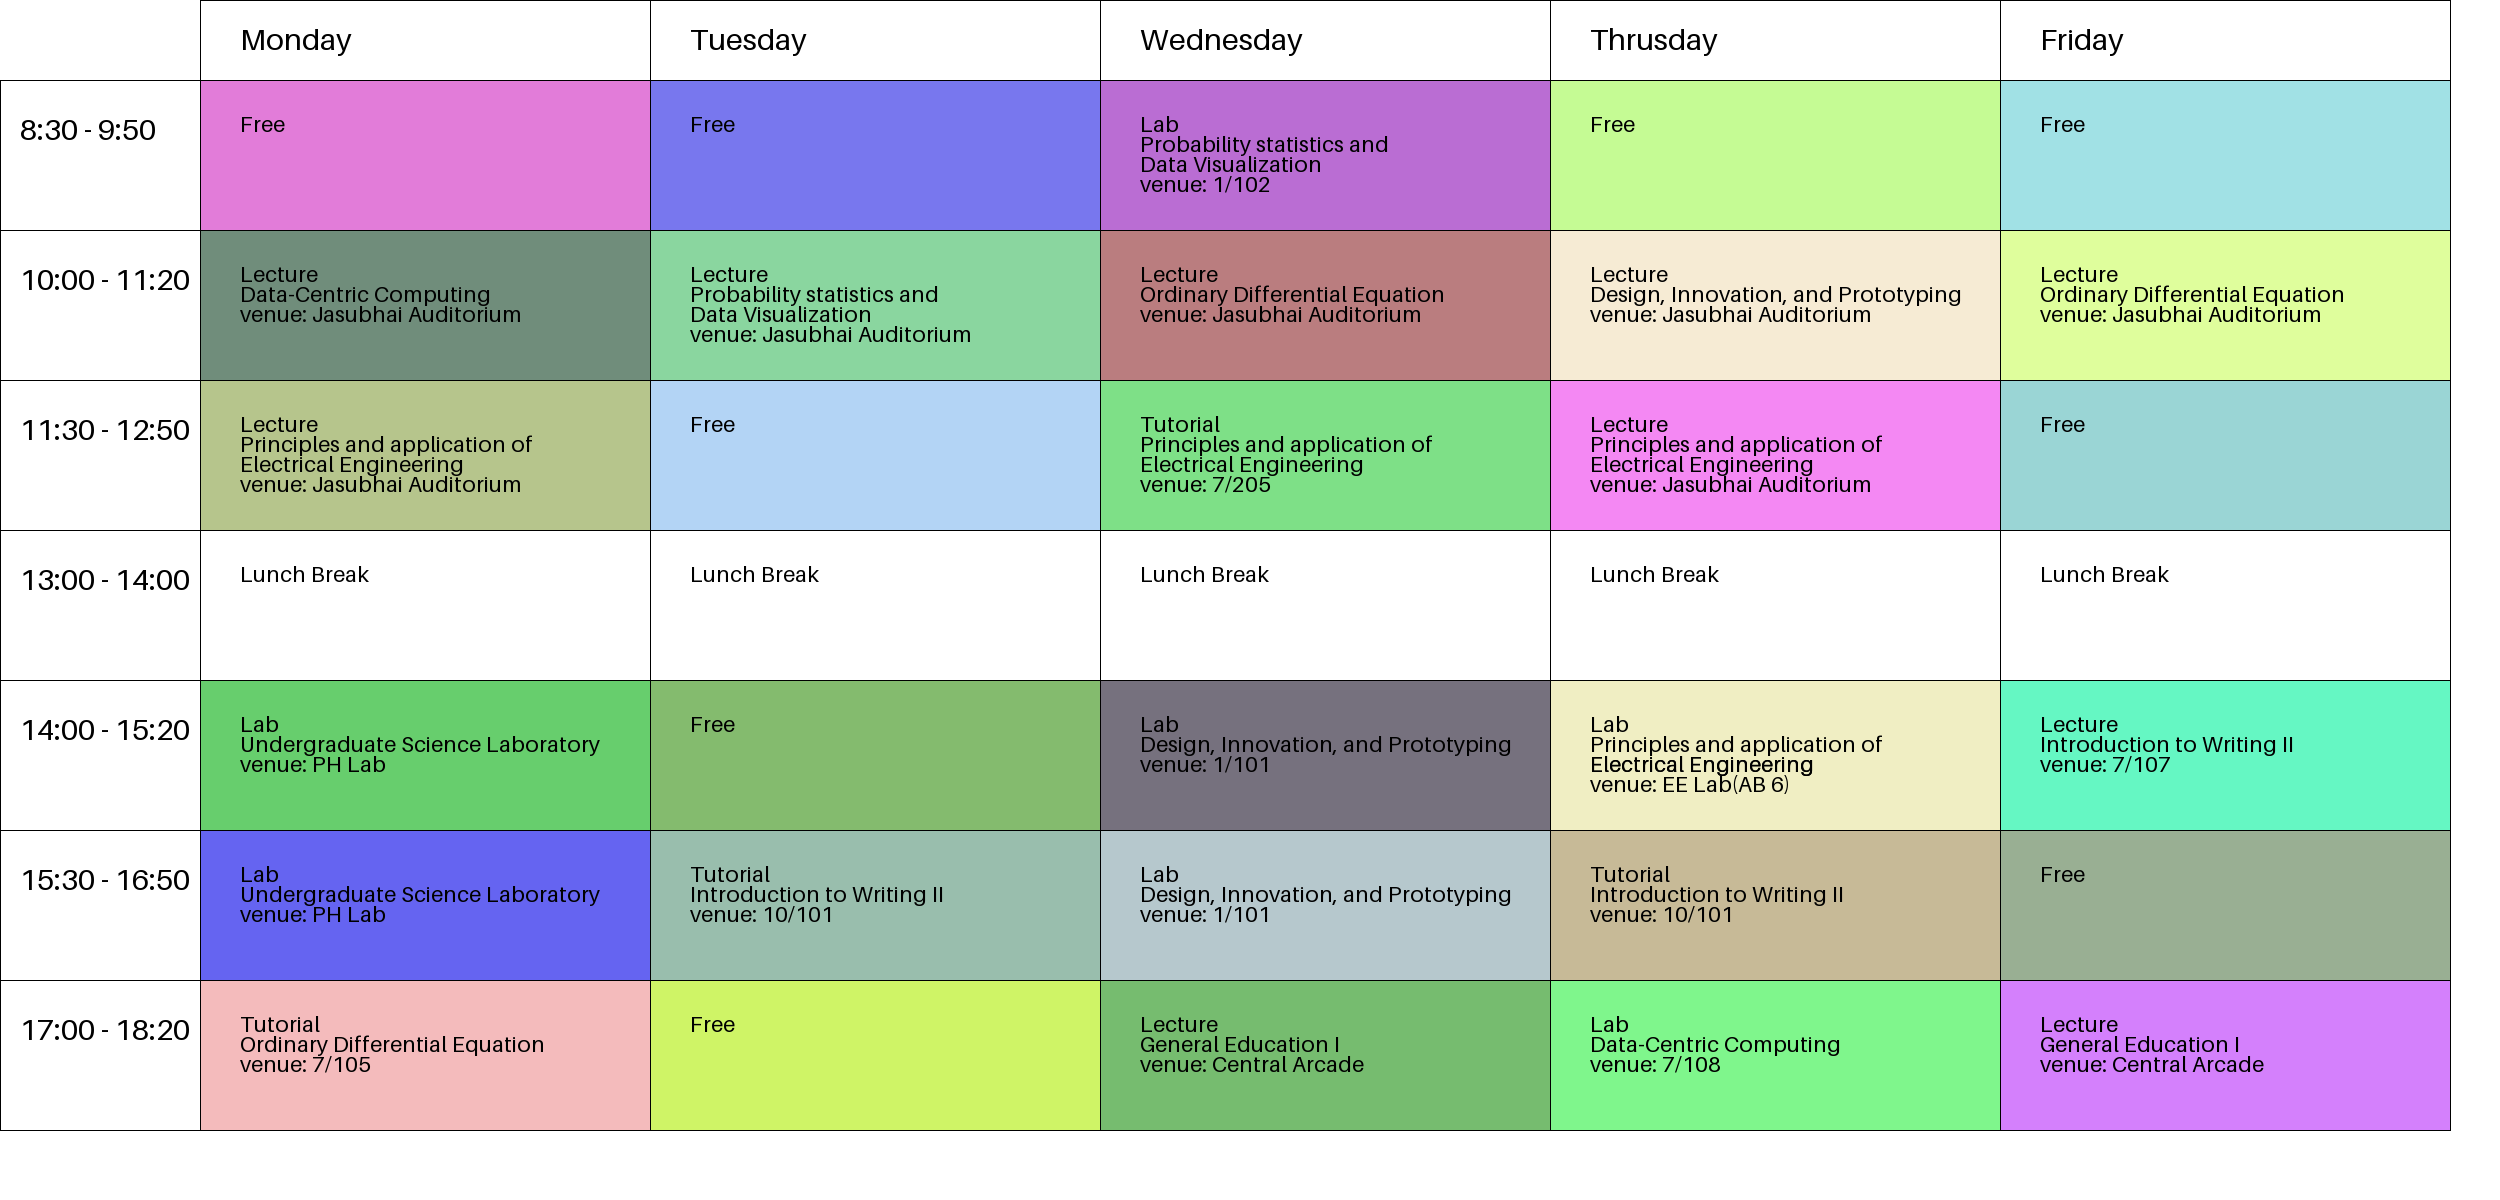 Monday
Tuesday
Wednesday
Thrusday
Friday
8:30 - 9:50
Free
Free
Lab
Probability statistics and
Data Visualization
venue: 1/102
Free
Free
10:00 - 11:20
Lecture
Data-Centric Computing
venue: Jasubhai Auditorium
Lecture
Probability statistics and
Data Visualization
venue: Jasubhai Auditorium
Lecture
Ordinary Differential Equation
venue: Jasubhai Auditorium
Lecture
Design, Innovation, and Prototyping
venue: Jasubhai Auditorium
Lecture
Ordinary Differential Equation
venue: Jasubhai Auditorium
11:30 - 12:50
Lecture
Principles and application of
Electrical Engineering
venue: Jasubhai Auditorium
Free
Tutorial
Principles and application of
Electrical Engineering
venue: 7/205
Lecture
Principles and application of
Electrical Engineering
venue: Jasubhai Auditorium
Free
13:00 - 14:00
Lunch Break
Lunch Break
Lunch Break
Lunch Break
Lunch Break
14:00 - 15:20
Lab
Undergraduate Science Laboratory
venue: PH Lab
Free
Lab
Design, Innovation, and Prototyping
venue: 1/101
Lab
Principles and application of
Electrical Engineering
venue: EE Lab(AB 6)
Lecture
Introduction to Writing II
venue: 7/107
15:30 - 16:50
Lab
Undergraduate Science Laboratory
venue: PH Lab
Tutorial
Introduction to Writing II
venue: 10/101
Lab
Design, Innovation, and Prototyping
venue: 1/101
Tutorial
Introduction to Writing II
venue: 10/101
Free
17:00 - 18:20
Tutorial
Ordinary Differential Equation
venue: 7/105
Free
Lecture
General Education I
venue: Central Arcade
Lab
Data-Centric Computing
venue: 7/108
Lecture
General Education I
venue: Central Arcade